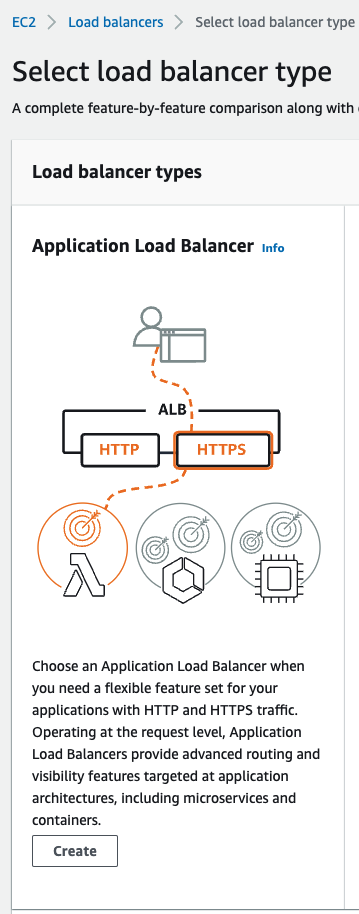 EC2 > Load balancers > Select load balancer type
Select load balancer type
A complete feature-by-feature comparison along with
Load balancer types
Application Load Balancer Info
ALB
HTTP HTTPS
Choose an Application Load Balancer when
you need a flexible feature set for your
applications with HTTP and HTTPS traffic.
Operating at the request level, Application
Load Balancers provide advanced routing and
visibility features targeted at application
architectures, including microservices and
containers.
Create